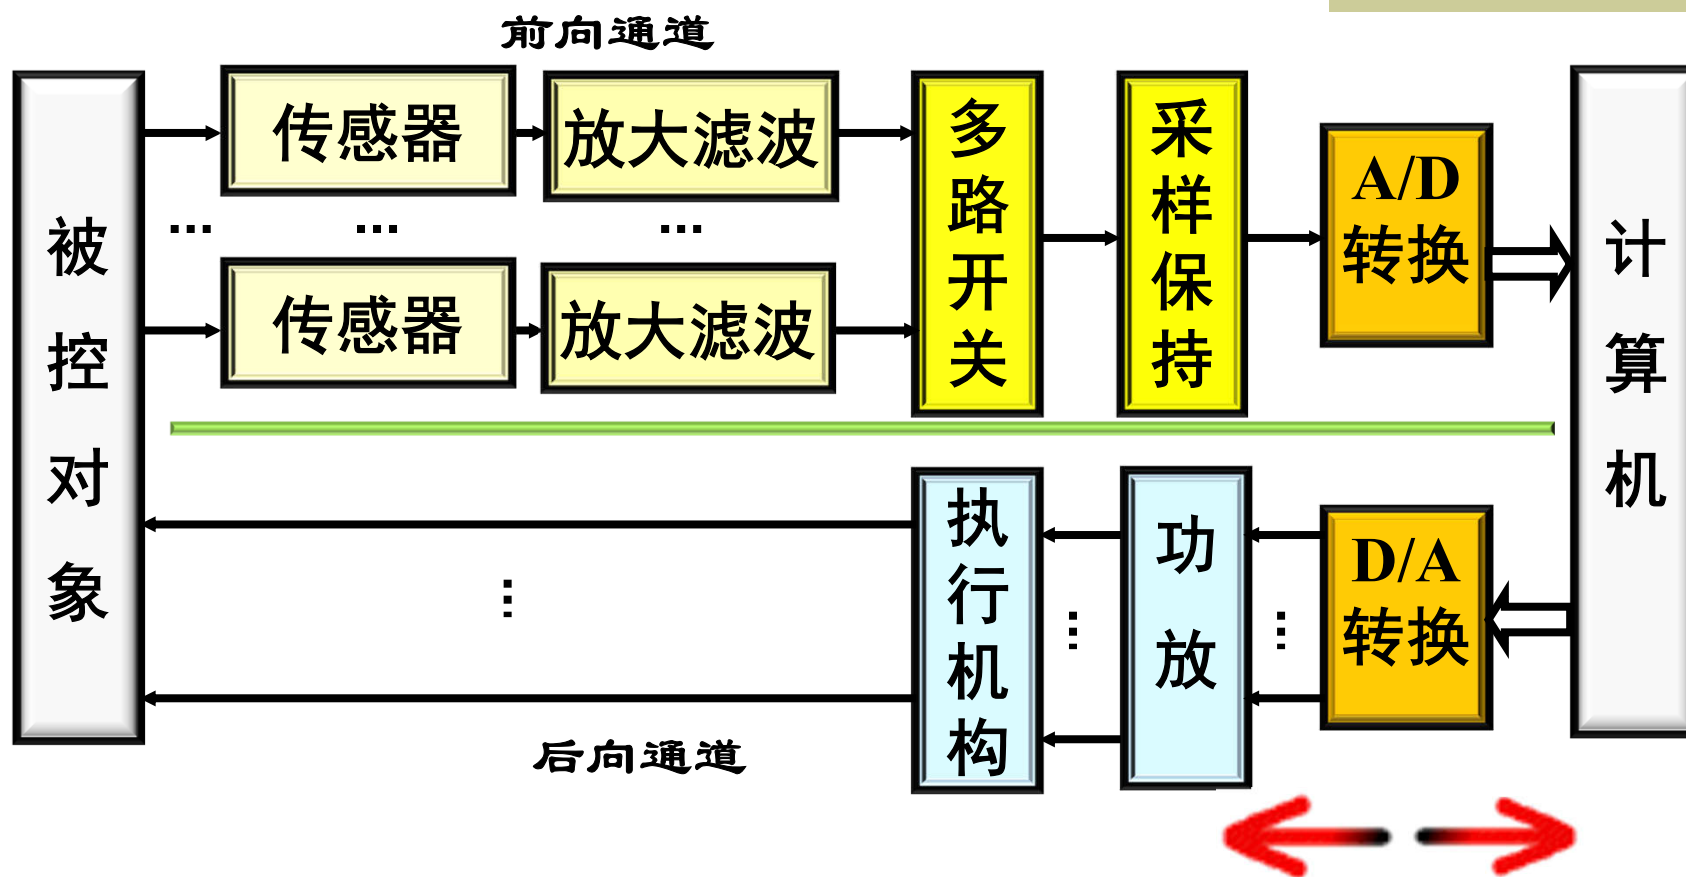 前向通道
被控对象
传感器
放大滤波
...
...
...
传感器
放大滤波
多路开关
采样保持
A/D
转换
计算机
执行机构
功放
D/A
转换
...
...
...
后向通道